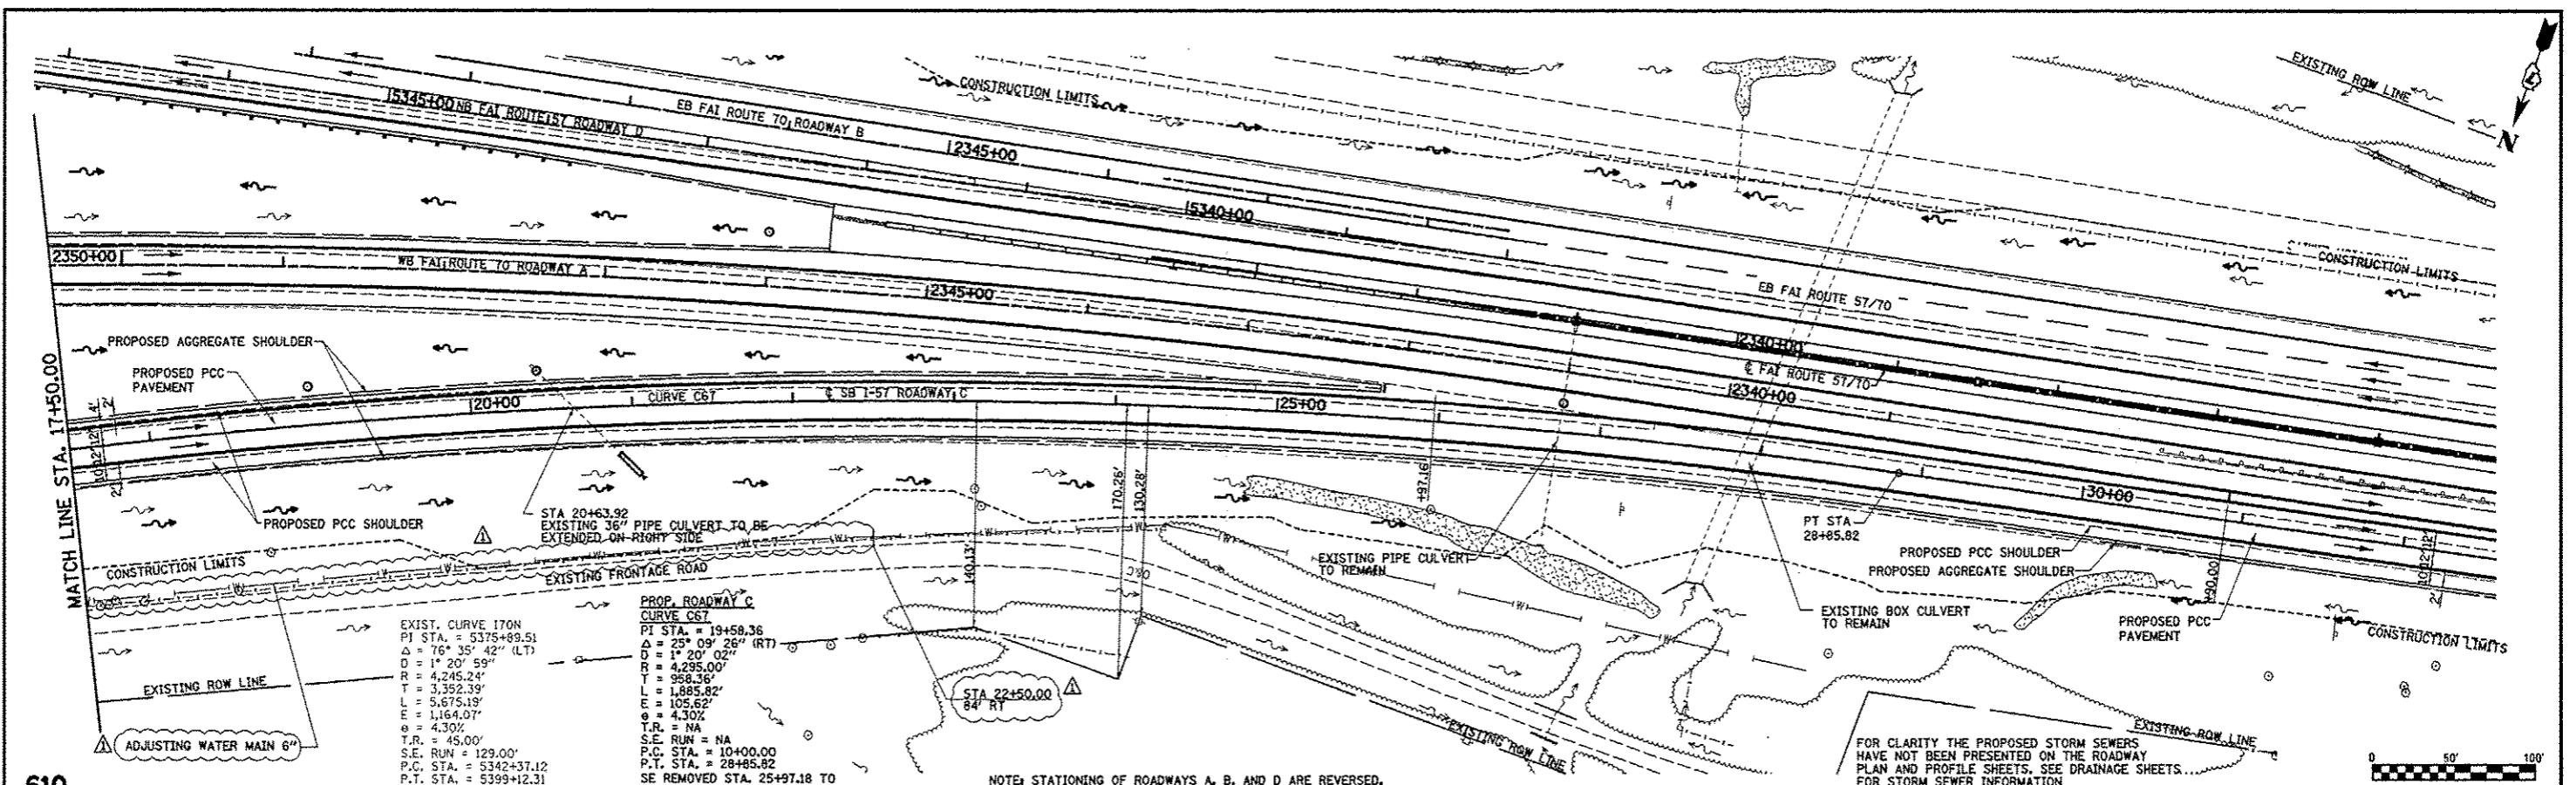 EXISTING ROW LINE
N
CONSTRUCTION LIMITS
5345+00 NB FAI ROUTE 57 ROADWAY D
EB FAI ROUTE 70 ROADWAY B
2345+00
5340+00
CONSTRUCTION LIMITS
2350+00
WB FAI ROUTE 70 ROADWAY A
2345+00
EB FAI ROUTE 57/70
2340+00
℄ FAI ROUTE 57/70
2340+00
MATCH LINE STA. 17+50.00
PROPOSED AGGREGATE SHOULDER
PROPOSED PCC
PAVEMENT
4'
2'
10'12'12'
2'
20+00
CURVE C67
℄ SB I-57 ROADWAY C
25+00
30+00
PROPOSED PCC SHOULDER
STA 20+63.92
EXISTING 36" PIPE CULVERT TO BE
EXTENDED ON RIGHT SIDE
1
CONSTRUCTION LIMITS
EXISTING FRONTAGE ROAD
140.13'
170.26'
130.28'
+97.16
O&C
EXISTING PIPE CULVERT
TO REMAIN
PT STA
28+85.82
PROPOSED PCC SHOULDER
PROPOSED AGGREGATE SHOULDER
EXISTING BOX CULVERT
TO REMAIN
+90.00
10'12'12'
2'
PROPOSED PCC
PAVEMENT
CONSTRUCTION LIMITS
EXISTING ROW LINE
1
ADJUSTING WATER MAIN 6"
EXIST. CURVE I70N
PI STA. = 5375+89.51
Δ = 76° 35' 42" (LT)
D = 1° 20' 59"
R = 4,245.24'
T = 3,352.39'
L = 5,675.19'
E = 1,164.07'
e = 4.30%
T.R. = 45.00'
S.E. RUN = 129.00'
P.C. STA. = 5342+37.12
P.T. STA. = 5399+12.31
PROP. ROADWAY C
CURVE C67
PI STA. = 19+58.36
Δ = 25° 09' 26" (RT)
D = 1° 20' 02"
R = 4,295.00'
T = 958.36'
L = 1,885.82'
E = 105.62'
e = 4.30%
T.R. = NA
S.E. RUN = NA
P.C. STA. = 10+00.00
P.T. STA. = 28+85.82
SE REMOVED STA. 25+97.18 TO
STA 22+50.00
84' RT
1
EXISTING ROW LINE
EXISTING ROW LINE
NOTE: STATIONING OF ROADWAYS A, B, AND D ARE REVERSED.
FOR CLARITY THE PROPOSED STORM SEWERS
HAVE NOT BEEN PRESENTED ON THE ROADWAY
PLAN AND PROFILE SHEETS. SEE DRAINAGE SHEETS
FOR STORM SEWER INFORMATION
0 50' 100'
610